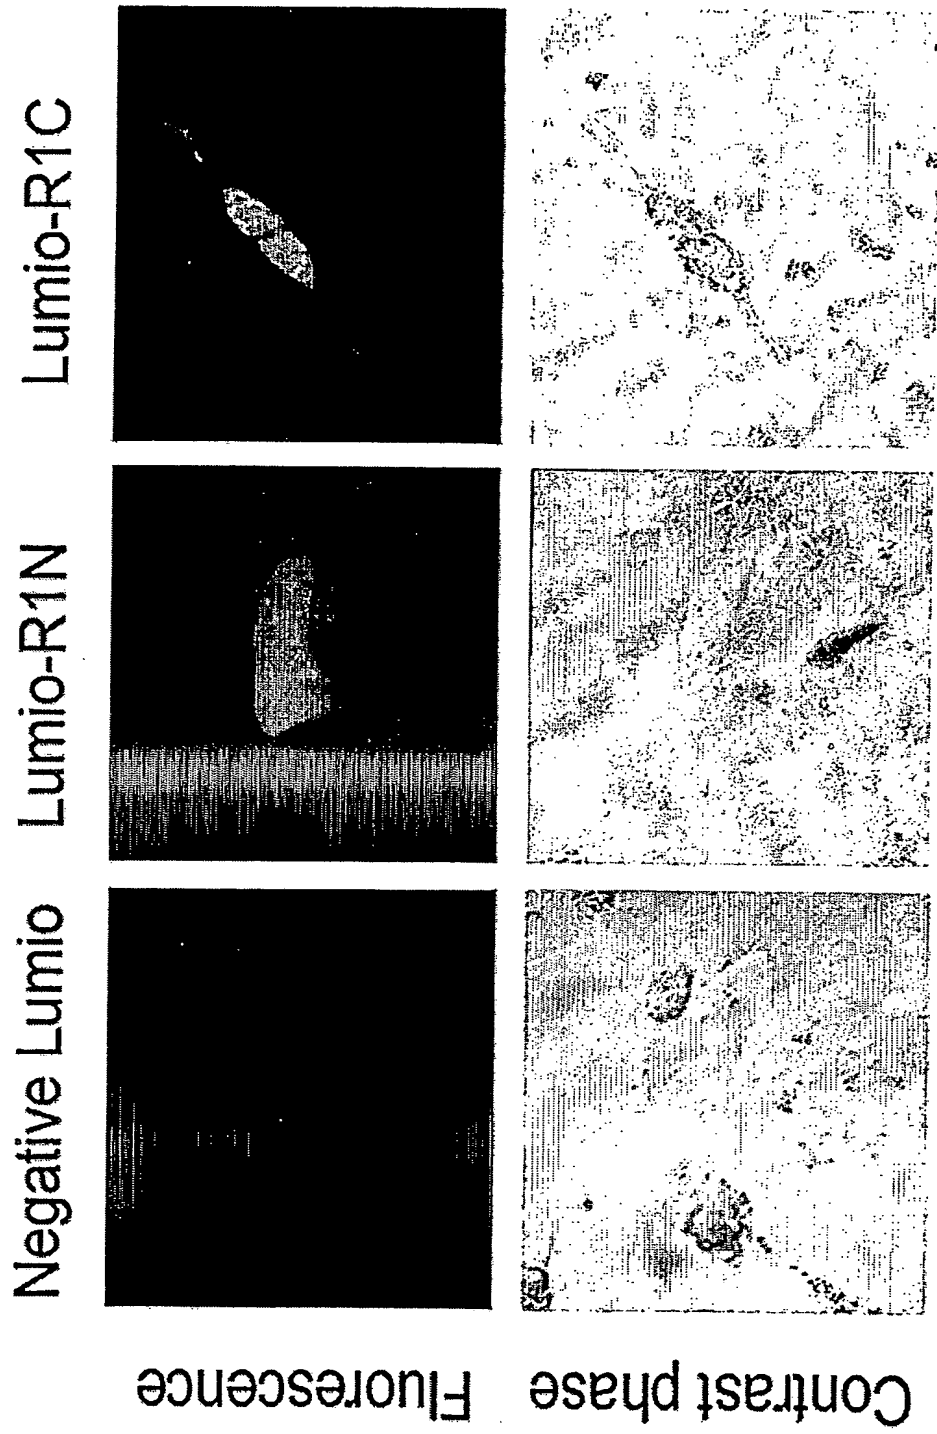 Negative Lumio
Lumio-R1N
Lumio-R1C
Fluorescence
Contrast phase